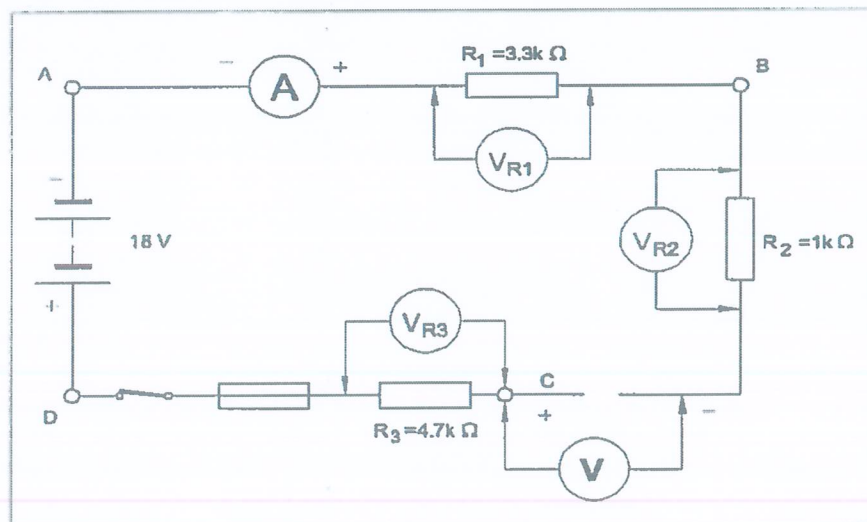 R1 =3.3k Ω
A
B
−
A
+
VR1
−
18 V
VR2
R2 =1k Ω
+
VR3
C
D
R3 =4.7k Ω
+
−
V